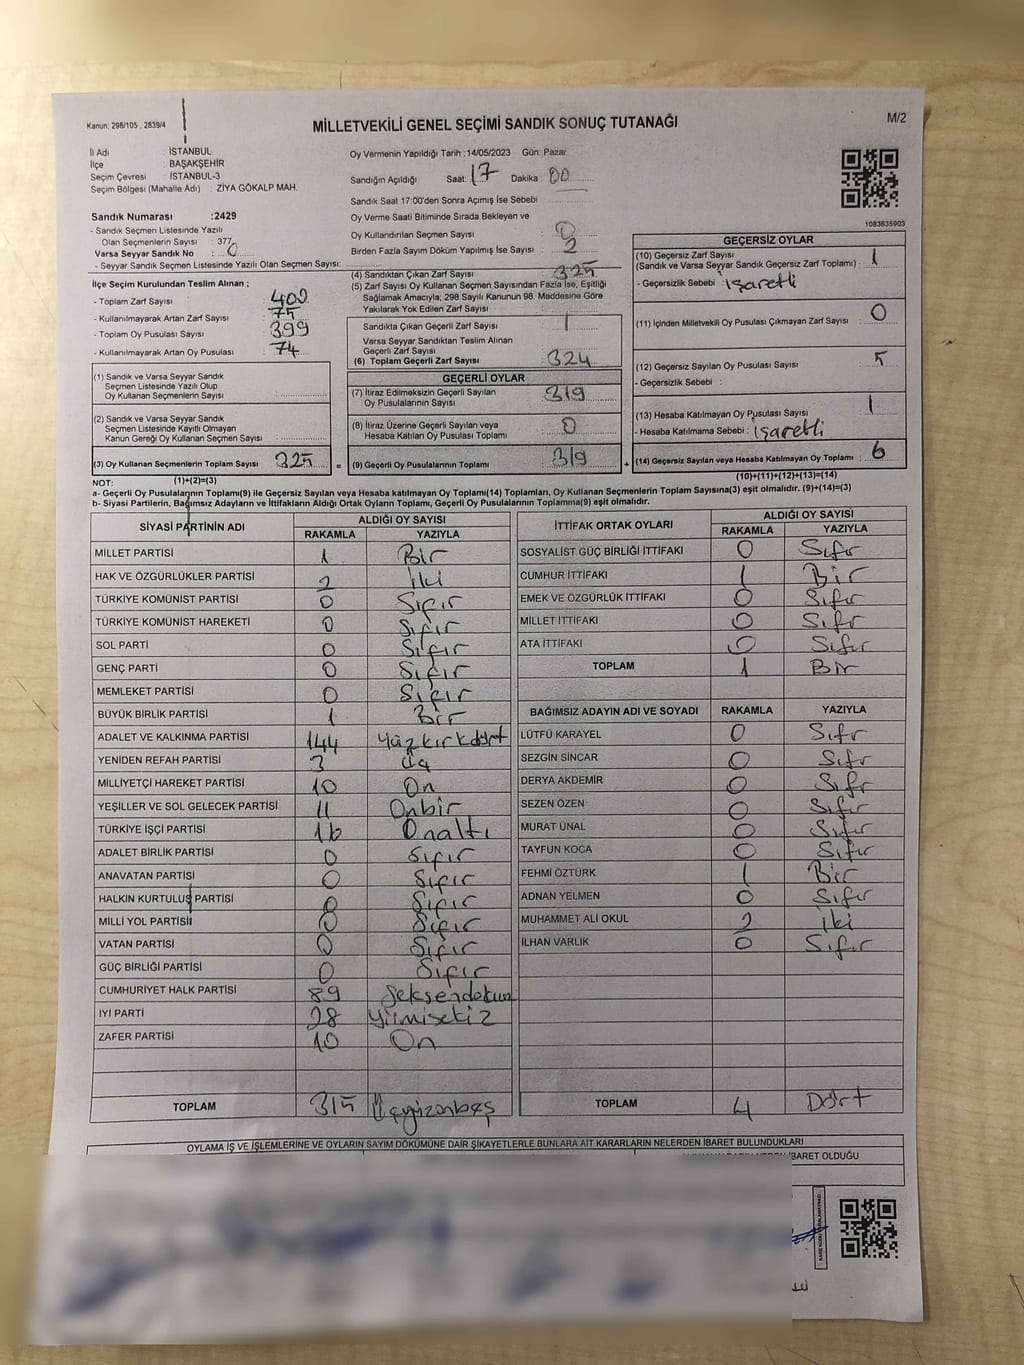 Kanun; 298/105 , 2839/4
MİLLETVEKİLİ GENEL SEÇİMİ SANDIK SONUÇ TUTANAĞI
M/2
İl Adı : İSTANBUL
İlçe : BAŞAKŞEHİR
Seçim Çevresi : İSTANBUL-3
Seçim Bölgesi (Mahalle Adı) : ZİYA GÖKALP MAH.
Oy Vermenin Yapıldığı Tarih :14/05/2023 Gün: Pazar
Sandığın Açıldığı Saat: 17 Dakika : 00
Sandık Saat 17:00'den Sonra Açımış İse Sebebi
Oy Verme Saati Bitiminde Sırada Bekleyen ve
Oy Kullandırılan Seçmen Sayısı : 0
Birden Fazla Sayım Döküm Yapılmış İse Sayısı : 2
1083635903
Sandık Numarası :2429
- Sandık Seçmen Listesinde Yazılı
Olan Seçmenlerin Sayısı : 377
Varsa Seyyar Sandık No : 0
- Seyyar Sandık Seçmen Listesinde Yazılı Olan Seçmen Sayısı:
İlçe Seçim Kurulundan Teslim Alınan ;
- Toplam Zarf Sayısı : 400
- Kullanılmayarak Artan Zarf Sayısı : 75
- Toplam Oy Pusulası Sayısı : 399
- Kullanılmayarak Artan Oy Pusulası : 74
(1) Sandık ve Varsa Seyyar Sandık
Seçmen Listesinde Yazılı Olup
Oy Kullanan Seçmenlerin Sayısı :
(2) Sandık ve Varsa Seyyar Sandık
Seçmen Listesinde Kayıtlı Olmayan
Kanun Gereği Oy Kullanan Seçmen Sayısı :
(3) Oy Kullanan Seçmenlerin Toplam Sayısı : 325
(1)+(2)=(3)
(4) Sandıktan Çıkan Zarf Sayısı : 325
(5) Zarf Sayısı Oy Kullanan Seçmen Sayısından Fazla İse, Eşitliği
Sağlamak Amacıyla; 298 Sayılı Kanunun 98. Maddesine Göre
Yakılarak Yok Edilen Zarf Sayısı :
Sandıkta Çıkan Geçerli Zarf Sayısı : 1
Varsa Seyyar Sandıktan Teslim Alınan
Geçerli Zarf Sayısı
(6) Toplam Geçerli Zarf Sayısı : 324
GEÇERLİ OYLAR
(7) İtiraz Edilmeksizin Geçerli Sayılan
Oy Pusulalarının Sayısı : 319
(8) İtiraz Üzerine Geçerli Sayılan veya
Hesaba Katılan Oy Pusulası Toplamı : 0
= (9) Geçerli Oy Pusulalarının Toplamı : 319 +
GEÇERSİZ OYLAR
(10) Geçersiz Zarf Sayısı
(Sandık ve Varsa Seyyar Sandık Geçersiz Zarf Toplamı) : 1
- Geçersizlik Sebebi : işaretli
(11) İçinden Milletvekili Oy Pusulası Çıkmayan Zarf Sayısı : 0
(12) Geçersiz Sayılan Oy Pusulası Sayısı : 5
- Geçersizlik Sebebi :
(13) Hesaba Katılmayan Oy Pusulası Sayısı : 1
- Hesaba Katılmama Sebebi : işaretli
(14) Geçersiz Sayılan veya Hesaba Katılmayan Oy Toplamı : 6
(10)+(11)+(12)+(13)=(14)
NOT:
a- Geçerli Oy Pusulalarının Toplamı(9) ile Geçersiz Sayılan veya Hesaba katılmayan Oy Toplamı(14) Toplamları, Oy Kullanan Seçmenlerin Toplam Sayısına(3) eşit olmalıdır. (9)+(14)=(3)
b- Siyasi Partilerin, Bağımsız Adayların ve İttifakların Aldığı Ortak Oyların Toplamı, Geçerli Oy Pusulalarının Toplamına(9) eşit olmalıdır.
SİYASİ PARTİNİN ADI ALDIĞI OY SAYISI
RAKAMLA YAZIYLA
MİLLET PARTİSİ 1 Bir
HAK VE ÖZGÜRLÜKLER PARTİSİ 2 iki
TÜRKİYE KOMÜNİST PARTİSİ 0 Sıfır
TÜRKİYE KOMÜNİST HAREKETİ 0 Sıfır
SOL PARTİ 0 Sıfır
GENÇ PARTİ 0 Sıfır
MEMLEKET PARTİSİ 0 Sıfır
BÜYÜK BİRLİK PARTİSİ 1 Bir
ADALET VE KALKINMA PARTİSİ 144 Yüzkırkdört
YENİDEN REFAH PARTİSİ 3 Üç
MİLLİYETÇİ HAREKET PARTİSİ 10 On
YEŞİLLER VE SOL GELECEK PARTİSİ 11 Onbir
TÜRKİYE İŞÇİ PARTİSİ 16 Onaltı
ADALET BİRLİK PARTİSİ 0 Sıfır
ANAVATAN PARTİSİ 0 Sıfır
HALKIN KURTULUŞ PARTİSİ 0 Sıfır
MİLLİ YOL PARTİSİ 0 Sıfır
VATAN PARTİSİ 0 Sıfır
GÜÇ BİRLİĞİ PARTİSİ 0 Sıfır
CUMHURİYET HALK PARTİSİ 89 Seksendokuz
İYİ PARTİ 28 Yirmisekiz
ZAFER PARTİSİ 10 On
TOPLAM 315 Üçyüzonbeş
İTTİFAK ORTAK OYLARI ALDIĞI OY SAYISI
RAKAMLA YAZIYLA
SOSYALİST GÜÇ BİRLİĞİ İTTİFAKI 0 Sıfır
CUMHUR İTTİFAKI 1 Bir
EMEK VE ÖZGÜRLÜK İTTİFAKI 0 Sıfır
MİLLET İTTİFAKI 0 Sıfır
ATA İTTİFAKI 0 Sıfır
TOPLAM 1 Bir
BAĞIMSIZ ADAYIN ADI VE SOYADI RAKAMLA YAZIYLA
LÜTFÜ KARAYEL 0 Sıfır
SEZGİN SİNCAR 0 Sıfır
DERYA AKDEMİR 0 Sıfır
SEZEN ÖZEN 0 Sıfır
MURAT ÜNAL 0 Sıfır
TAYFUN KOCA 0 Sıfır
FEHMİ ÖZTÜRK 1 Bir
ADNAN YELMEN 0 Sıfır
MUHAMMET ALİ OKUL 2 iki
İLHAN VARLIK 0 Sıfır
TOPLAM 4 Dört
OYLAMA İŞ VE İŞLEMLERİNE VE OYLARIN SAYIM DÖKÜMÜNE DAİR ŞİKAYETLERLE BUNLARA AİT KARARLARIN NELERDEN İBARET BULUNDUKLARI
İBARET OLDUĞU